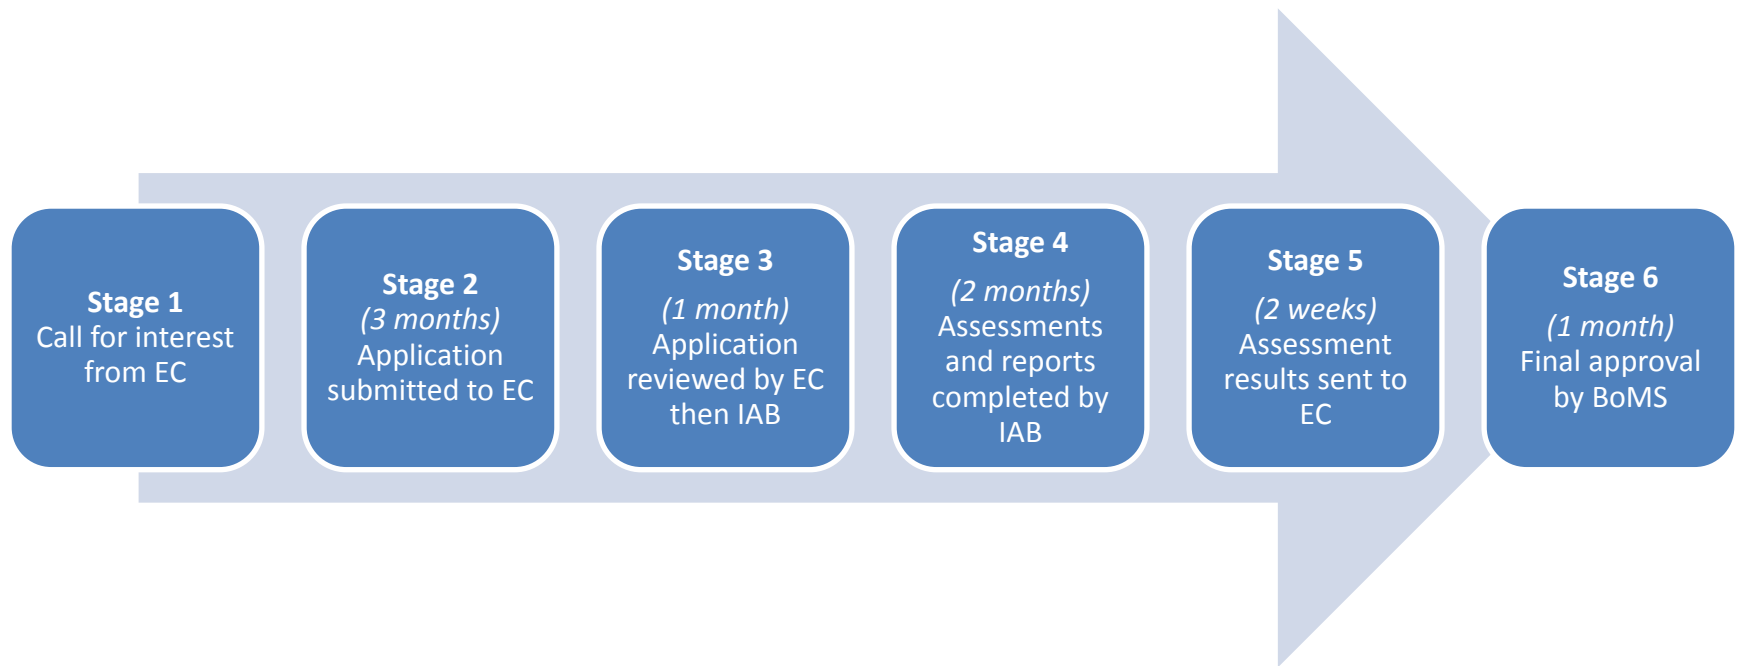 Stage 1
Call for interest
from EC
Stage 2
(3 months)
Application
submitted to EC
Stage 3
(1 month)
Application
reviewed by EC
then IAB
Stage 4
(2 months)
Assessments
and reports
completed by
IAB
Stage 5
(2 weeks)
Assessment
results sent to
EC
Stage 6
(1 month)
Final approval
by BoMS